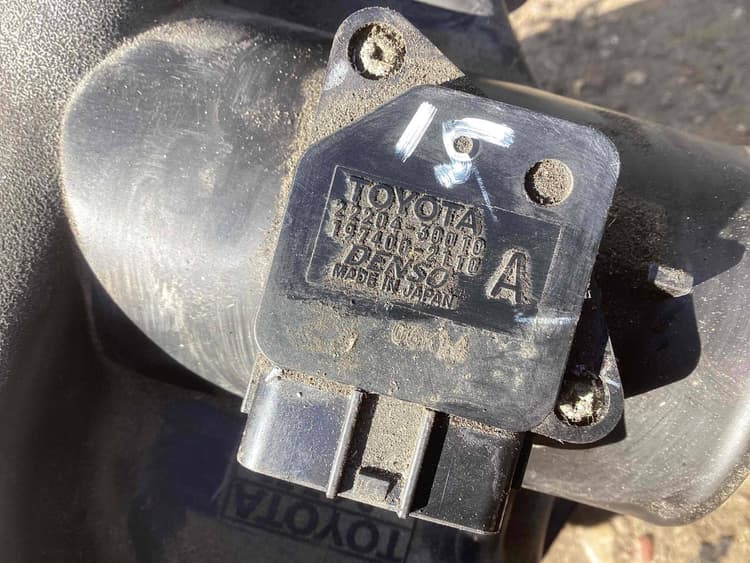 15
TOYOTA
22204-30010
197400-2110
DENSO
MADE IN JAPAN
A
TOYOTA